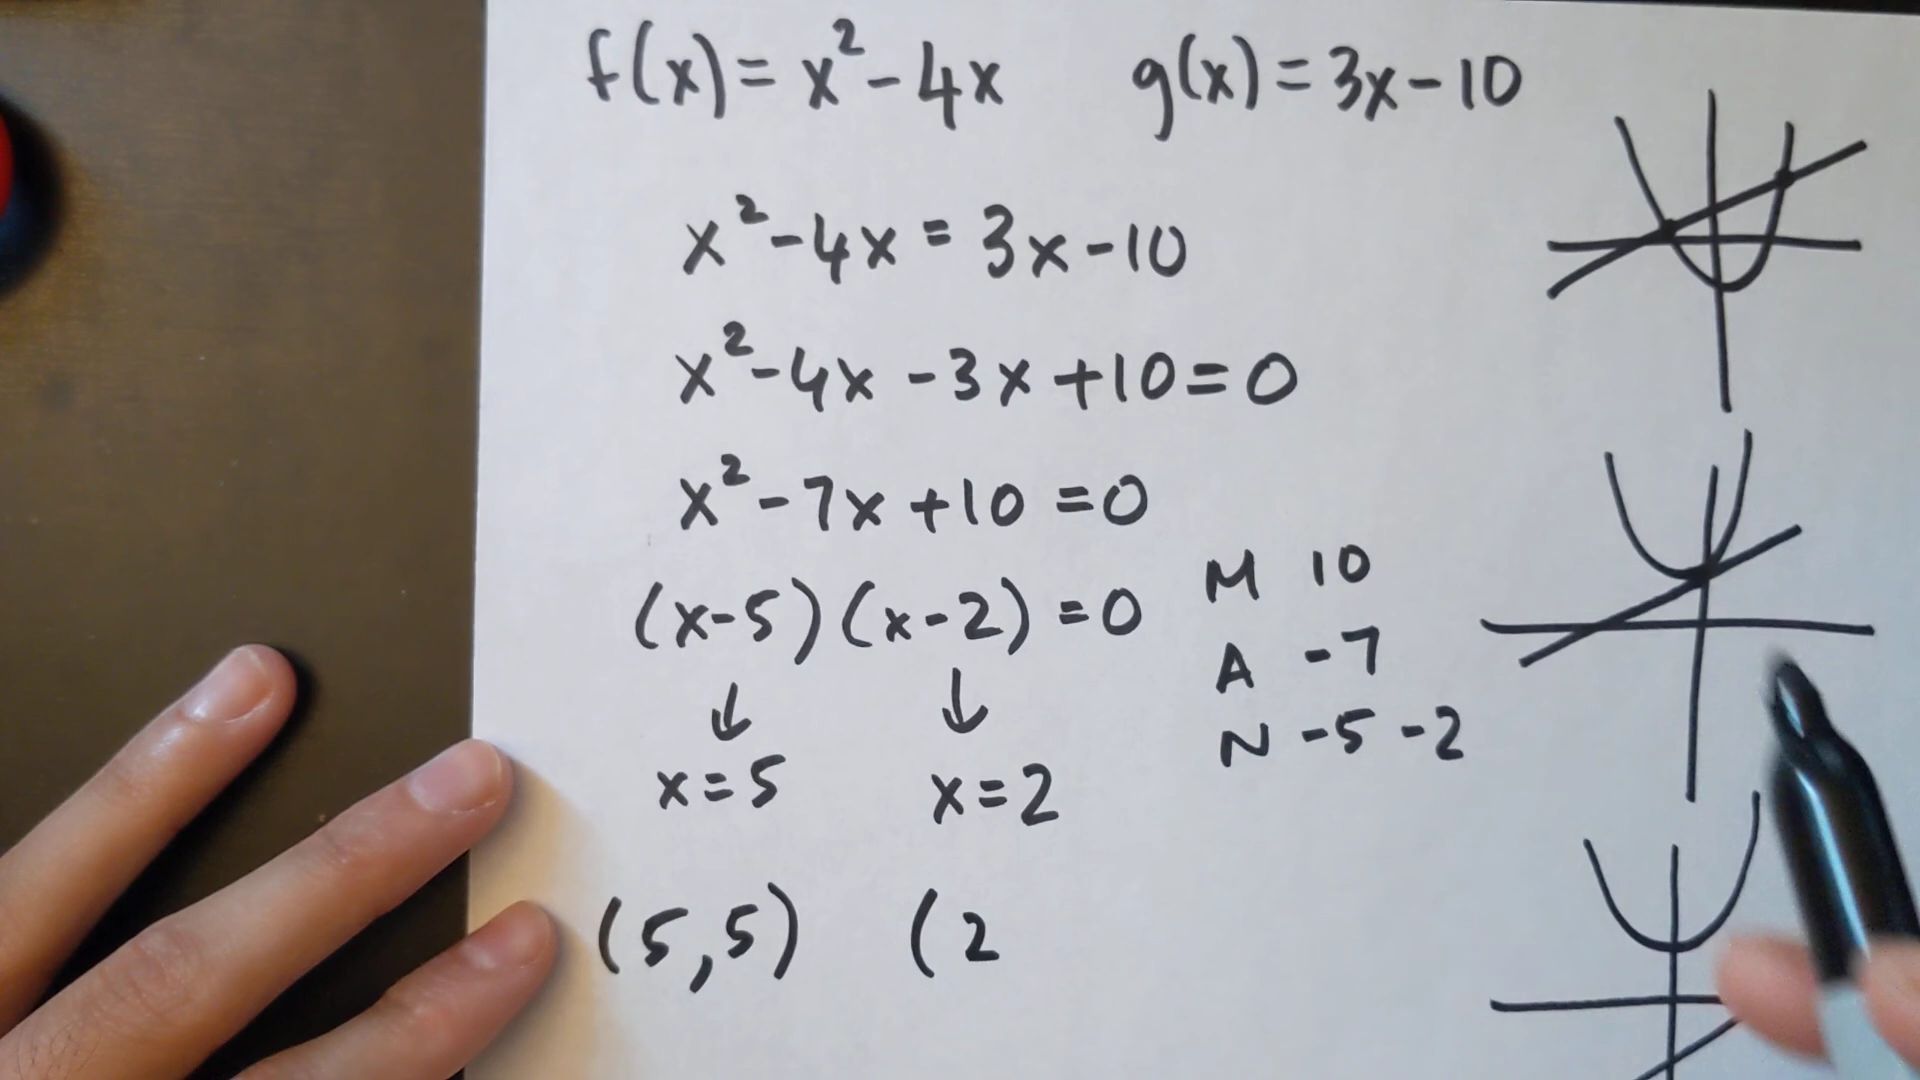 f(x) = x² - 4x g(x) = 3x - 10
x² - 4x = 3x - 10
x² - 4x - 3x + 10 = 0
x² - 7x + 10 = 0
(x - 5)(x - 2) = 0
↓ ↓
x = 5 x = 2
(5,5) (2
M 10
A -7
N -5 -2